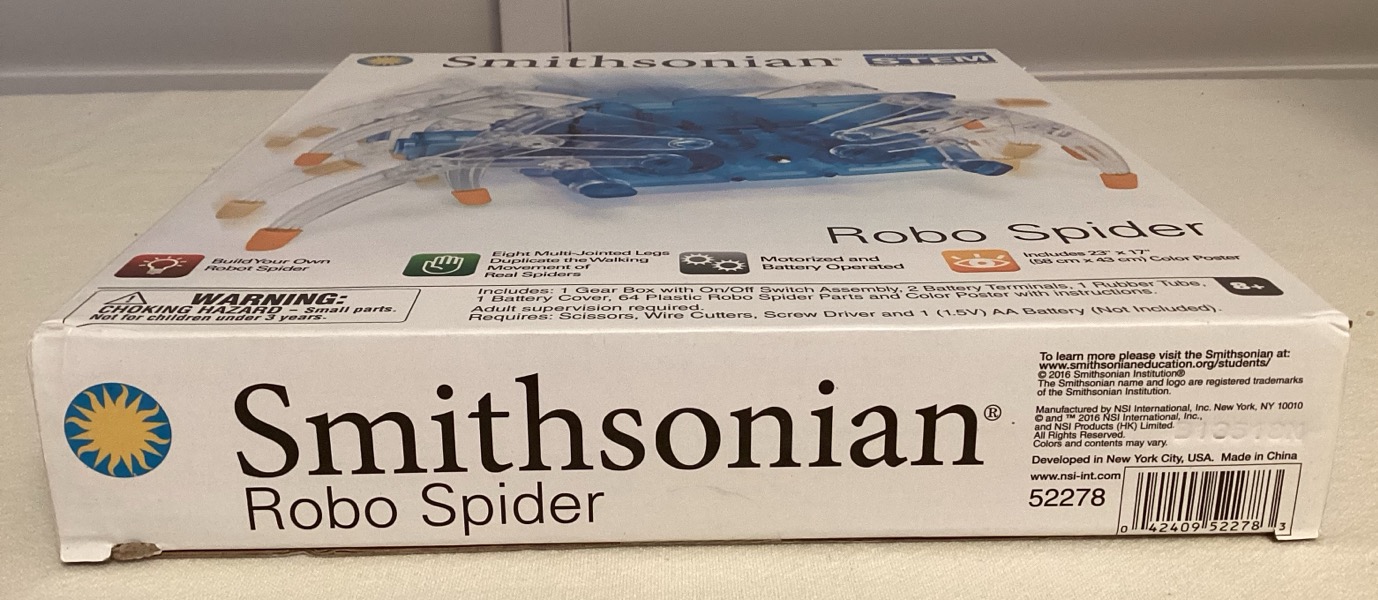 Smithsonian®
STEM
Robo Spider
Build Your Own
Robot Spider
Eight Multi-Jointed Legs
Duplicate the Walking
Movement of
Real Spiders
Motorized and
Battery Operated
Includes 23" x 17"
(58 cm x 43 cm) Color Poster
WARNING:
CHOKING HAZARD – Small parts.
Not for children under 3 years.
Includes: 1 Gear Box with On/Off Switch Assembly, 2 Battery Terminals, 1 Rubber Tube,
1 Battery Cover, 64 Plastic Robo Spider Parts and Color Poster with instructions.
Adult supervision required.
Requires: Scissors, Wire Cutters, Screw Driver and 1 (1.5V) AA Battery (Not Included).
8+
Smithsonian®
Robo Spider
To learn more please visit the Smithsonian at:
www.smithsonianeducation.org/students/
© 2016 Smithsonian Institution®
The Smithsonian name and logo are registered trademarks
of the Smithsonian Institution.
Manufactured by NSI International, Inc. New York, NY 10010
© and ™ 2016 NSI International, Inc.,
and NSI Products (HK) Limited.
All Rights Reserved.
Colors and contents may vary.
Developed in New York City, USA. Made in China
www.nsi-int.com
52278
0 42409 52278 3